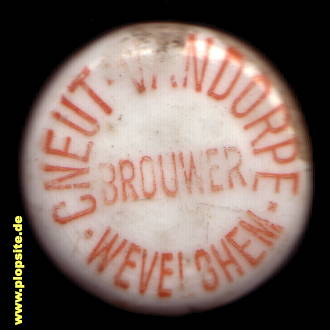 CNEUT VANDORPE
BROUWER
· WEVELGHEM ·
www.plopsite.de